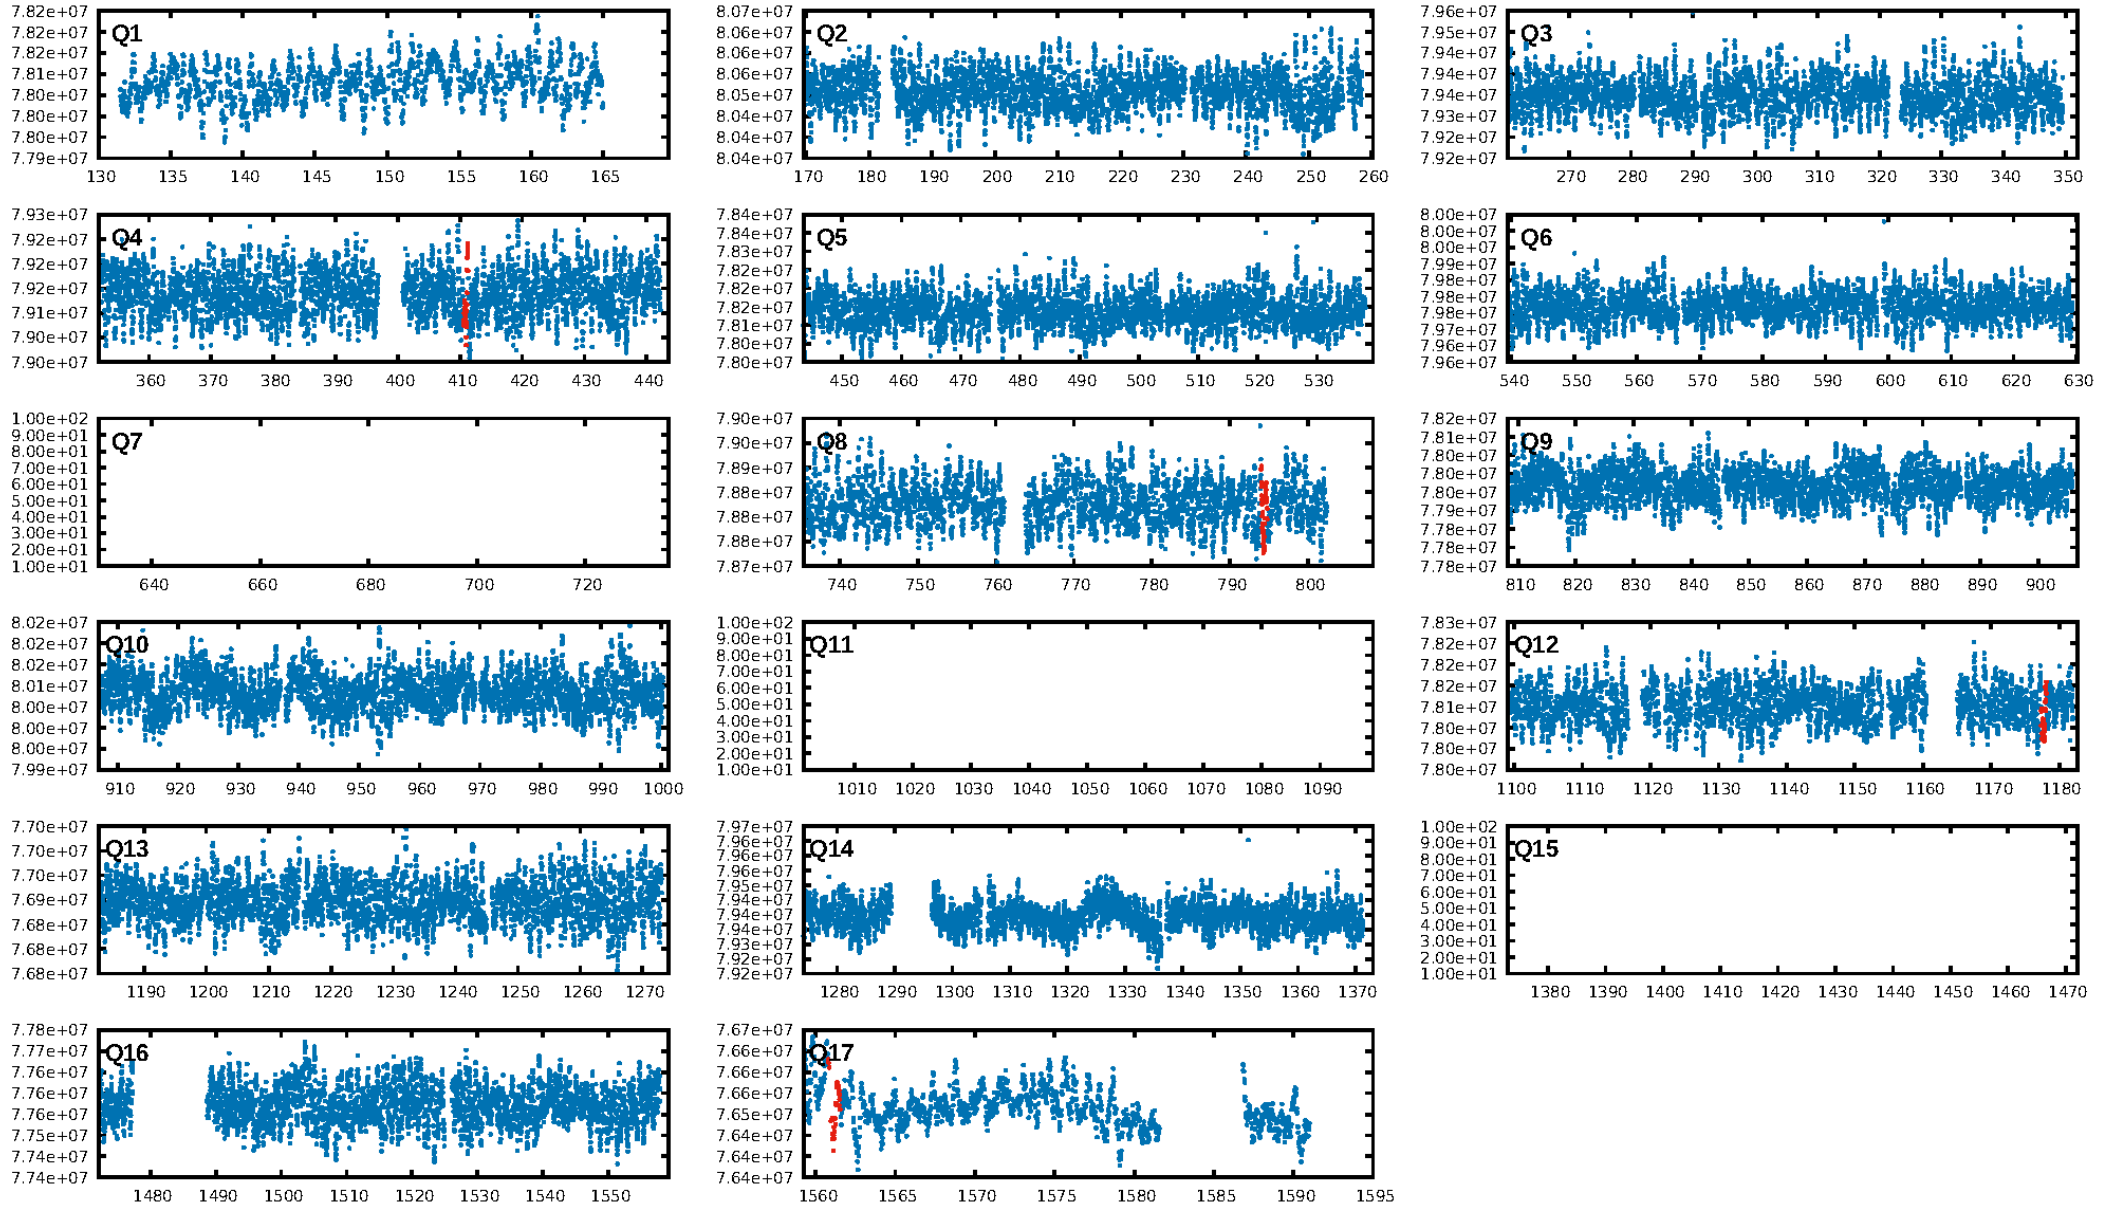 7.82e+07
7.82e+07
7.82e+07
7.81e+07
7.80e+07
7.80e+07
7.80e+07
7.79e+07
Q1
130 135 140 145 150 155 160 165
8.07e+07
8.06e+07
8.06e+07
8.06e+07
8.05e+07
8.04e+07
8.04e+07
8.04e+07
Q2
170 180 190 200 210 220 230 240 250 260
7.96e+07
7.95e+07
7.94e+07
7.94e+07
7.94e+07
7.93e+07
7.92e+07
7.92e+07
Q3
270 280 290 300 310 320 330 340 350
7.93e+07
7.92e+07
7.92e+07
7.92e+07
7.91e+07
7.90e+07
7.90e+07
Q4
360 370 380 390 400 410 420 430 440
7.84e+07
7.84e+07
7.83e+07
7.82e+07
7.82e+07
7.82e+07
7.81e+07
7.80e+07
7.80e+07
Q5
450 460 470 480 490 500 510 520 530
8.00e+07
8.00e+07
8.00e+07
7.99e+07
7.99e+07
7.98e+07
7.98e+07
7.97e+07
7.96e+07
7.96e+07
Q6
540 550 560 570 580 590 600 610 620 630
1.00e+02
9.00e+01
8.00e+01
7.00e+01
6.00e+01
5.00e+01
4.00e+01
3.00e+01
2.00e+01
1.00e+01
Q7
640 660 680 700 720
7.90e+07
7.90e+07
7.89e+07
7.88e+07
7.88e+07
7.88e+07
7.87e+07
Q8
740 750 760 770 780 790 800
7.82e+07
7.81e+07
7.80e+07
7.80e+07
7.80e+07
7.79e+07
7.78e+07
7.78e+07
7.78e+07
Q9
810 820 830 840 850 860 870 880 890 900
8.02e+07
8.02e+07
8.02e+07
8.01e+07
8.00e+07
8.00e+07
8.00e+07
7.99e+07
Q10
910 920 930 940 950 960 970 980 990 1000
1.00e+02
9.00e+01
8.00e+01
7.00e+01
6.00e+01
5.00e+01
4.00e+01
3.00e+01
2.00e+01
1.00e+01
Q11
1010 1020 1030 1040 1050 1060 1070 1080 1090
7.83e+07
7.82e+07
7.82e+07
7.82e+07
7.81e+07
7.80e+07
7.80e+07
7.80e+07
Q12
1100 1110 1120 1130 1140 1150 1160 1170 1180
7.70e+07
7.70e+07
7.70e+07
7.69e+07
7.68e+07
7.68e+07
7.68e+07
Q13
1190 1200 1210 1220 1230 1240 1250 1260 1270
7.97e+07
7.96e+07
7.96e+07
7.96e+07
7.95e+07
7.94e+07
7.94e+07
7.94e+07
7.93e+07
7.92e+07
7.92e+07
Q14
1280 1290 1300 1310 1320 1330 1340 1350 1360 1370
1.00e+02
9.00e+01
8.00e+01
7.00e+01
6.00e+01
5.00e+01
4.00e+01
3.00e+01
2.00e+01
1.00e+01
Q15
1380 1390 1400 1410 1420 1430 1440 1450 1460 1470
7.78e+07
7.77e+07
7.76e+07
7.76e+07
7.76e+07
7.75e+07
7.74e+07
7.74e+07
Q16
1480 1490 1500 1510 1520 1530 1540 1550
7.67e+07
7.66e+07
7.66e+07
7.66e+07
7.65e+07
7.64e+07
7.64e+07
7.64e+07
Q17
1560 1565 1570 1575 1580 1585 1590 1595